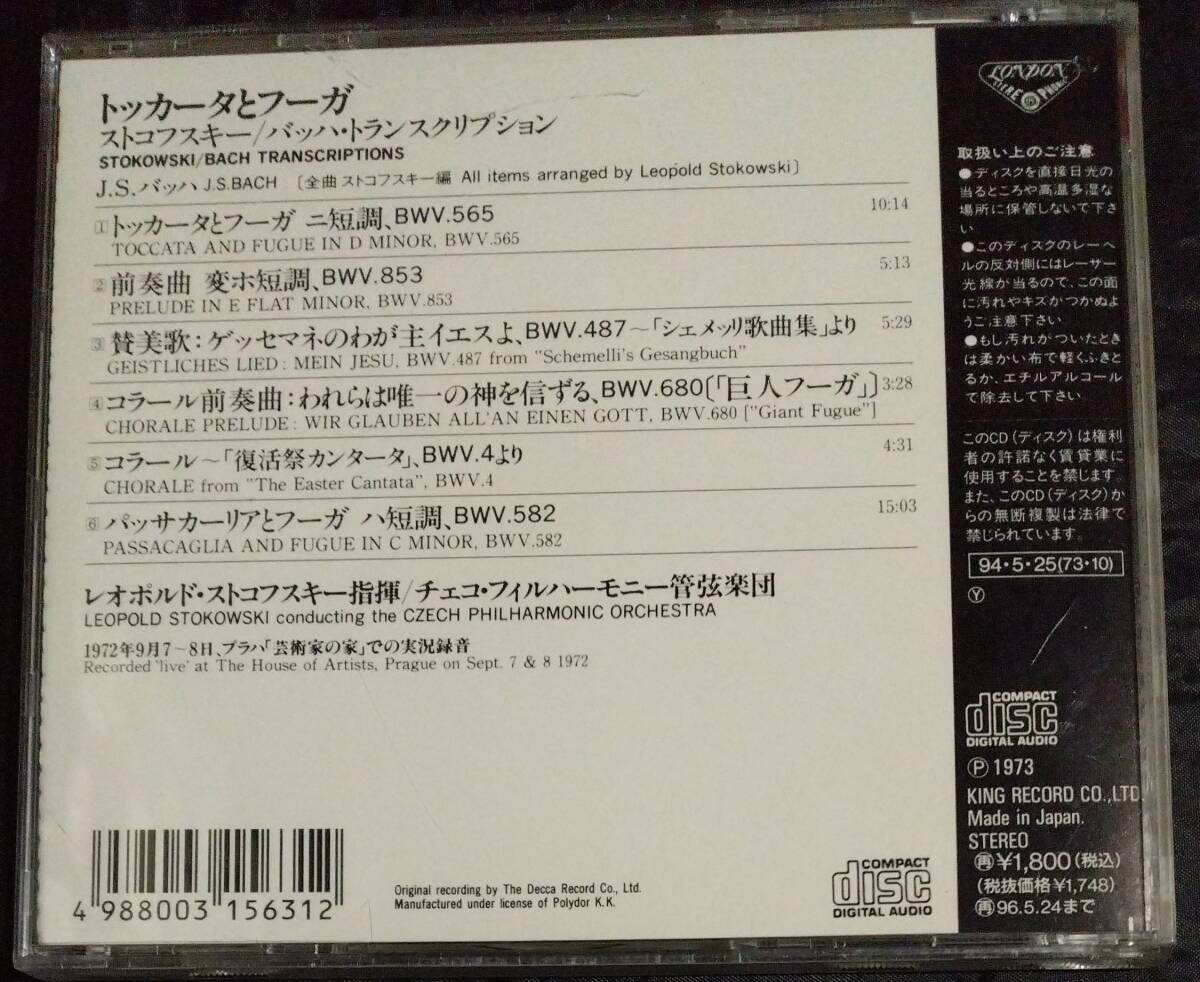 トッカータとフーガ
ストコフスキー/バッハ・トランスクリプション
STOKOWSKI/BACH TRANSCRIPTIONS
J.S.バッハ J.S.BACH 〔全曲 ストコフスキー編 All items arranged by Leopold Stokowski〕
1 トッカータとフーガ ニ短調、BWV.565 10:14
TOCCATA AND FUGUE IN D MINOR, BWV.565
2 前奏曲 変ホ短調、BWV.853 5:13
PRELUDE IN E FLAT MINOR, BWV.853
3 賛美歌：ゲッセマネのわが主イエスよ、BWV.487～「シェメッリ歌曲集」より 5:29
GEISTLICHES LIED: MEIN JESU, BWV.487 from "Schemelli's Gesangbuch"
4 コラール前奏曲：われらは唯一の神を信ずる、BWV.680〔「巨人フーガ」〕 3:28
CHORALE PRELUDE: WIR GLAUBEN ALL'AN EINEN GOTT, BWV.680 ["Giant Fugue"]
5 コラール～「復活祭カンタータ」、BWV.4より 4:31
CHORALE from "The Easter Cantata", BWV.4
6 パッサカーリアとフーガ ハ短調、BWV.582 15:03
PASSACAGLIA AND FUGUE IN C MINOR, BWV.582
レオポルド・ストコフスキー指揮/チェコ・フィルハーモニー管弦楽団
LEOPOLD STOKOWSKI conducting the CZECH PHILHARMONIC ORCHESTRA
1972年9月7～8日、プラハ「芸術家の家」での実況録音
Recorded 'live' at The House of Artists, Prague on Sept. 7 & 8 1972
4 988003 156312
Original recording by The Decca Record Co., Ltd.
Manufactured under license of Polydor K.K.
COMPACT
disc
DIGITAL AUDIO
LONDON
STEREO PHONIC
取扱い上のご注意
●ディスクを直接日光の
当るところや高温多湿な
場所に保管しないで下さ
い
●このディスクのレーベ
ルの反対側にはレーザー
光線が当るので、この面
に汚れやキズがつかぬよ
うご注意下さい
●もし汚れがついたとき
は柔かい布で軽くふきと
るか、エチルアルコール
で除去して下さい
このCD(ディスク)は権利
者の許諾なく賃貸業に
使用することを禁じます。
また、このCD(ディスク)か
らの無断複製は法律で
禁じられています。
94・5・25(73・10)
Ⓨ
COMPACT
disc
DIGITAL AUDIO
Ⓟ 1973
KING RECORD CO.,LTD.
Made in Japan.
STEREO
㊣¥1,800(税込)
(税抜価格¥1,748)
96.5.24まで